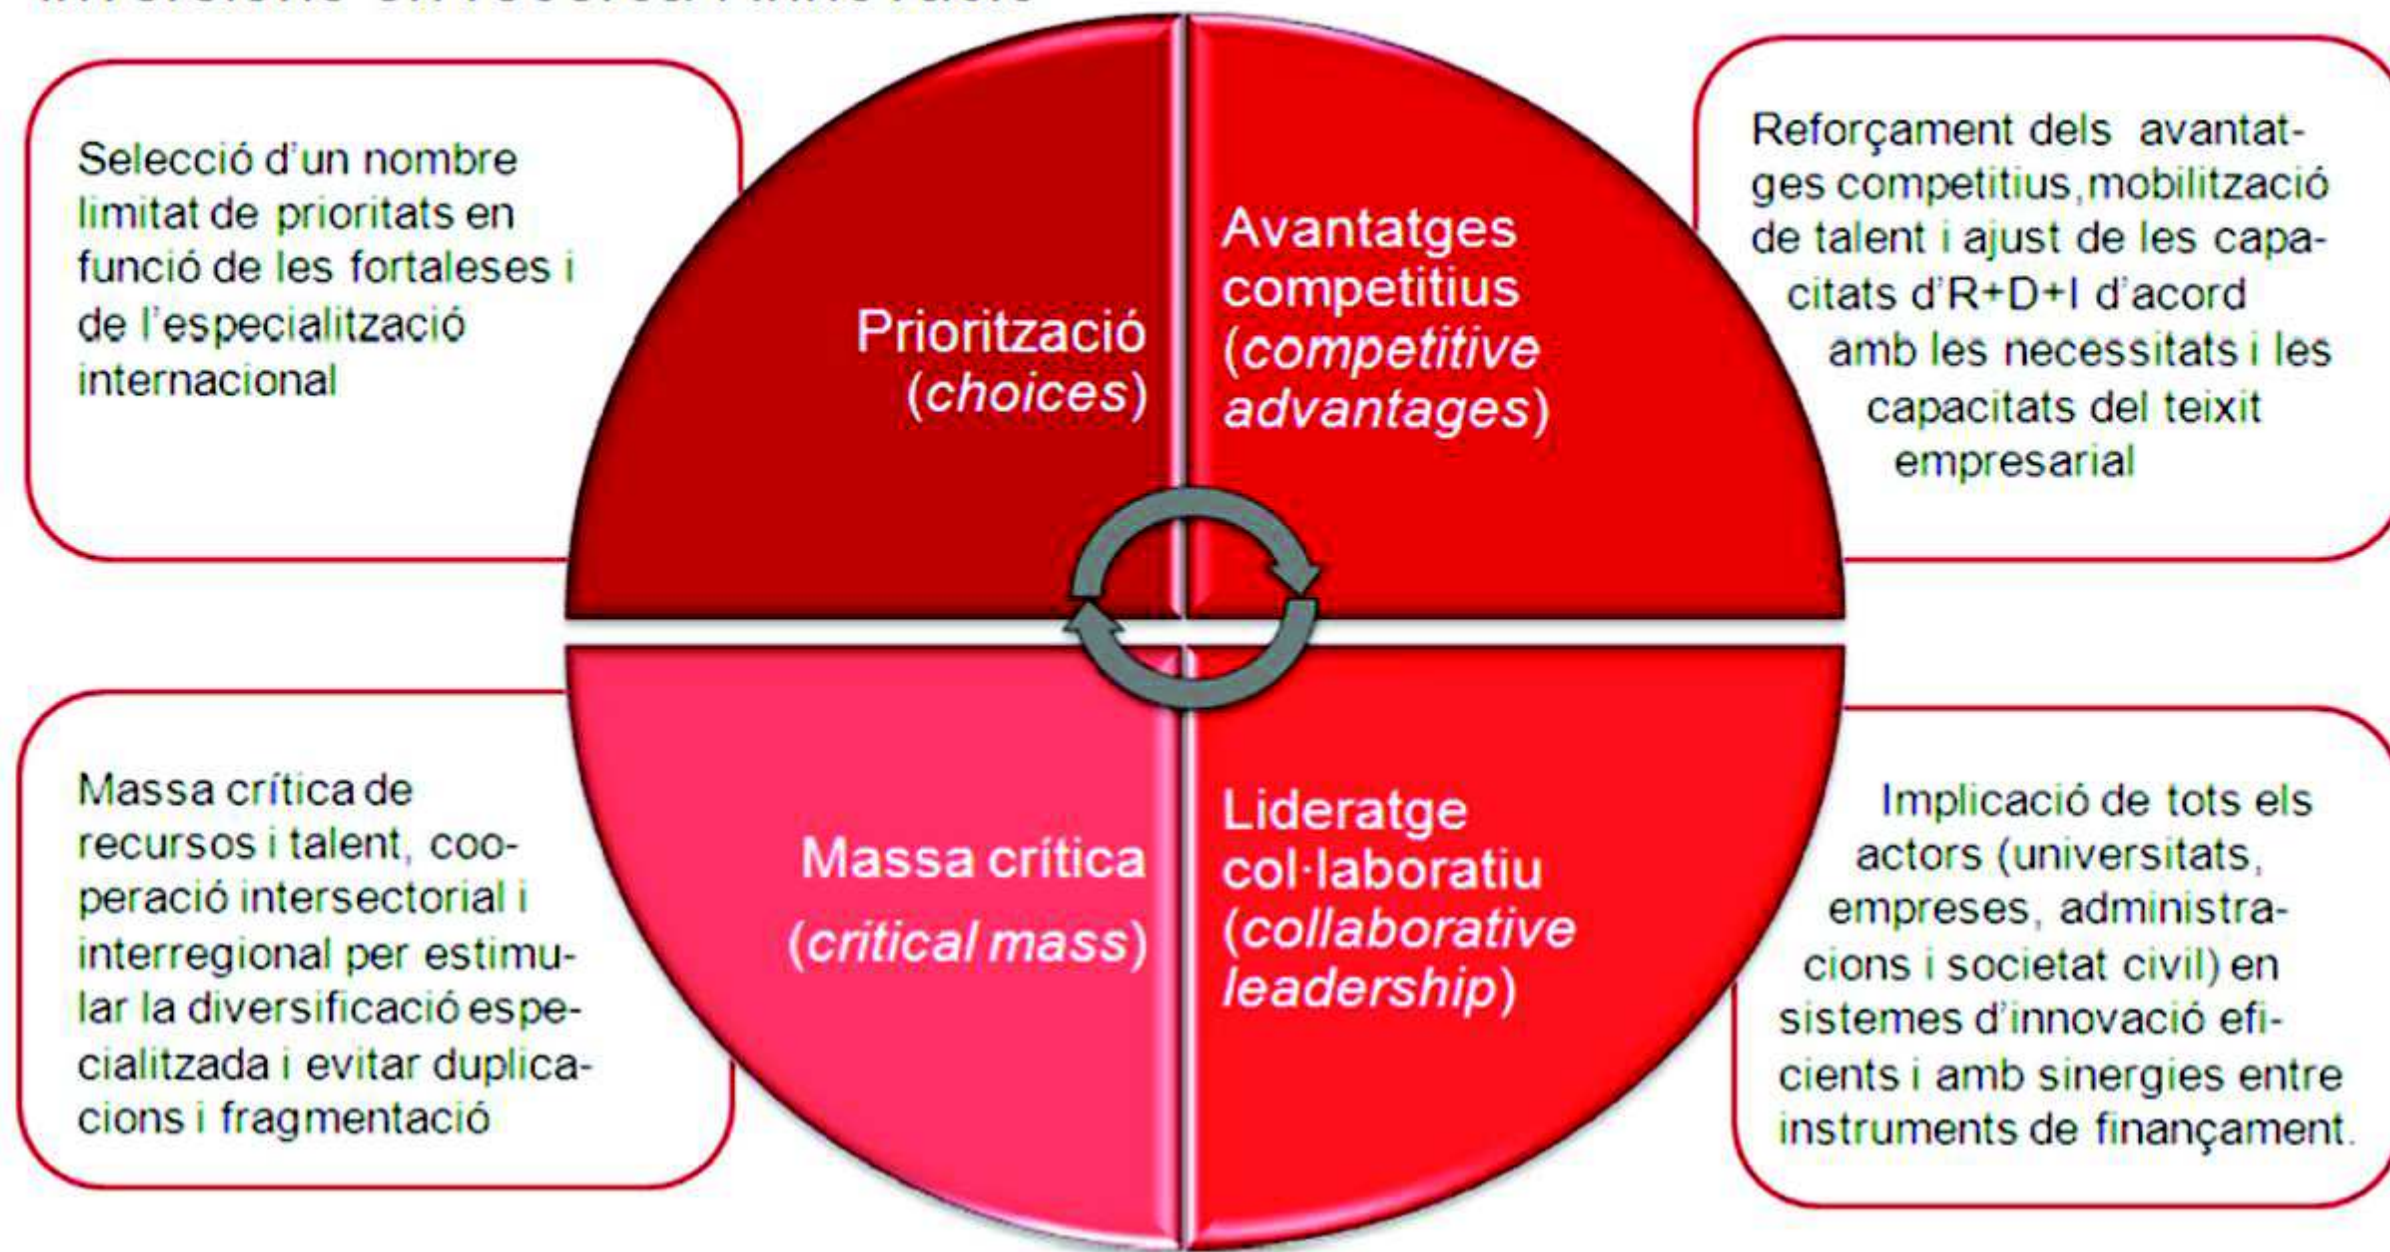 Selecció d'un nombre
limitat de prioritats en
funció de les fortaleses i
de l'especialització
internacional
Priorització
(choices)
Avantatges
competitius
(competitive
advantages)
Reforçament dels avantat-
ges competitius, mobilització
de talent i ajust de les capa-
citats d'R+D+I d'acord
amb les necessitats i les
capacitats del teixit
empresarial
Massa crítica de
recursos i talent, coo-
peració intersectorial i
interregional per estimu-
lar la diversificació espe-
cialitzada i evitar duplica-
cions i fragmentació
Massa crítica
(critical mass)
Lideratge
col·laboratiu
(collaborative
leadership)
Implicació de tots els
actors (universitats,
empreses, administra-
cions i societat civil) en
sistemes d'innovació efi-
cients i amb sinergies entre
instruments de finançament.